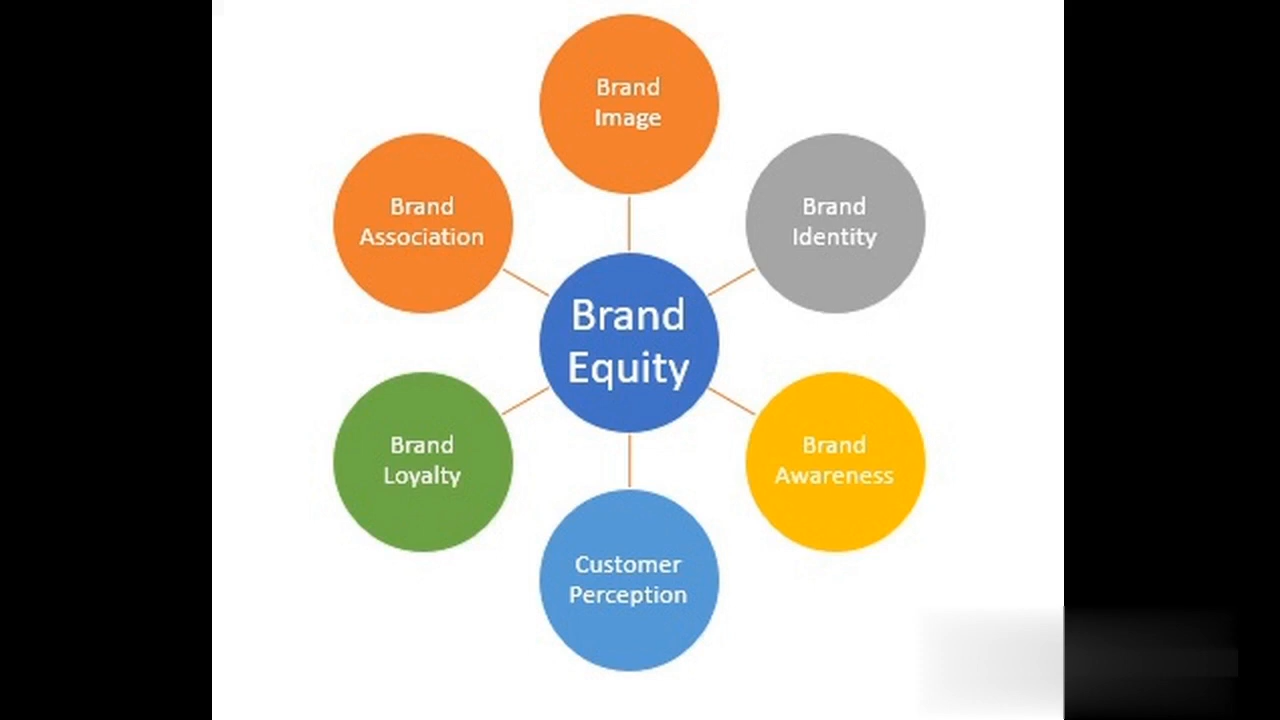 Brand
Image
Brand
Association
Brand
Identity
Brand
Equity
Brand
Loyalty
Brand
Awareness
Customer
Perception